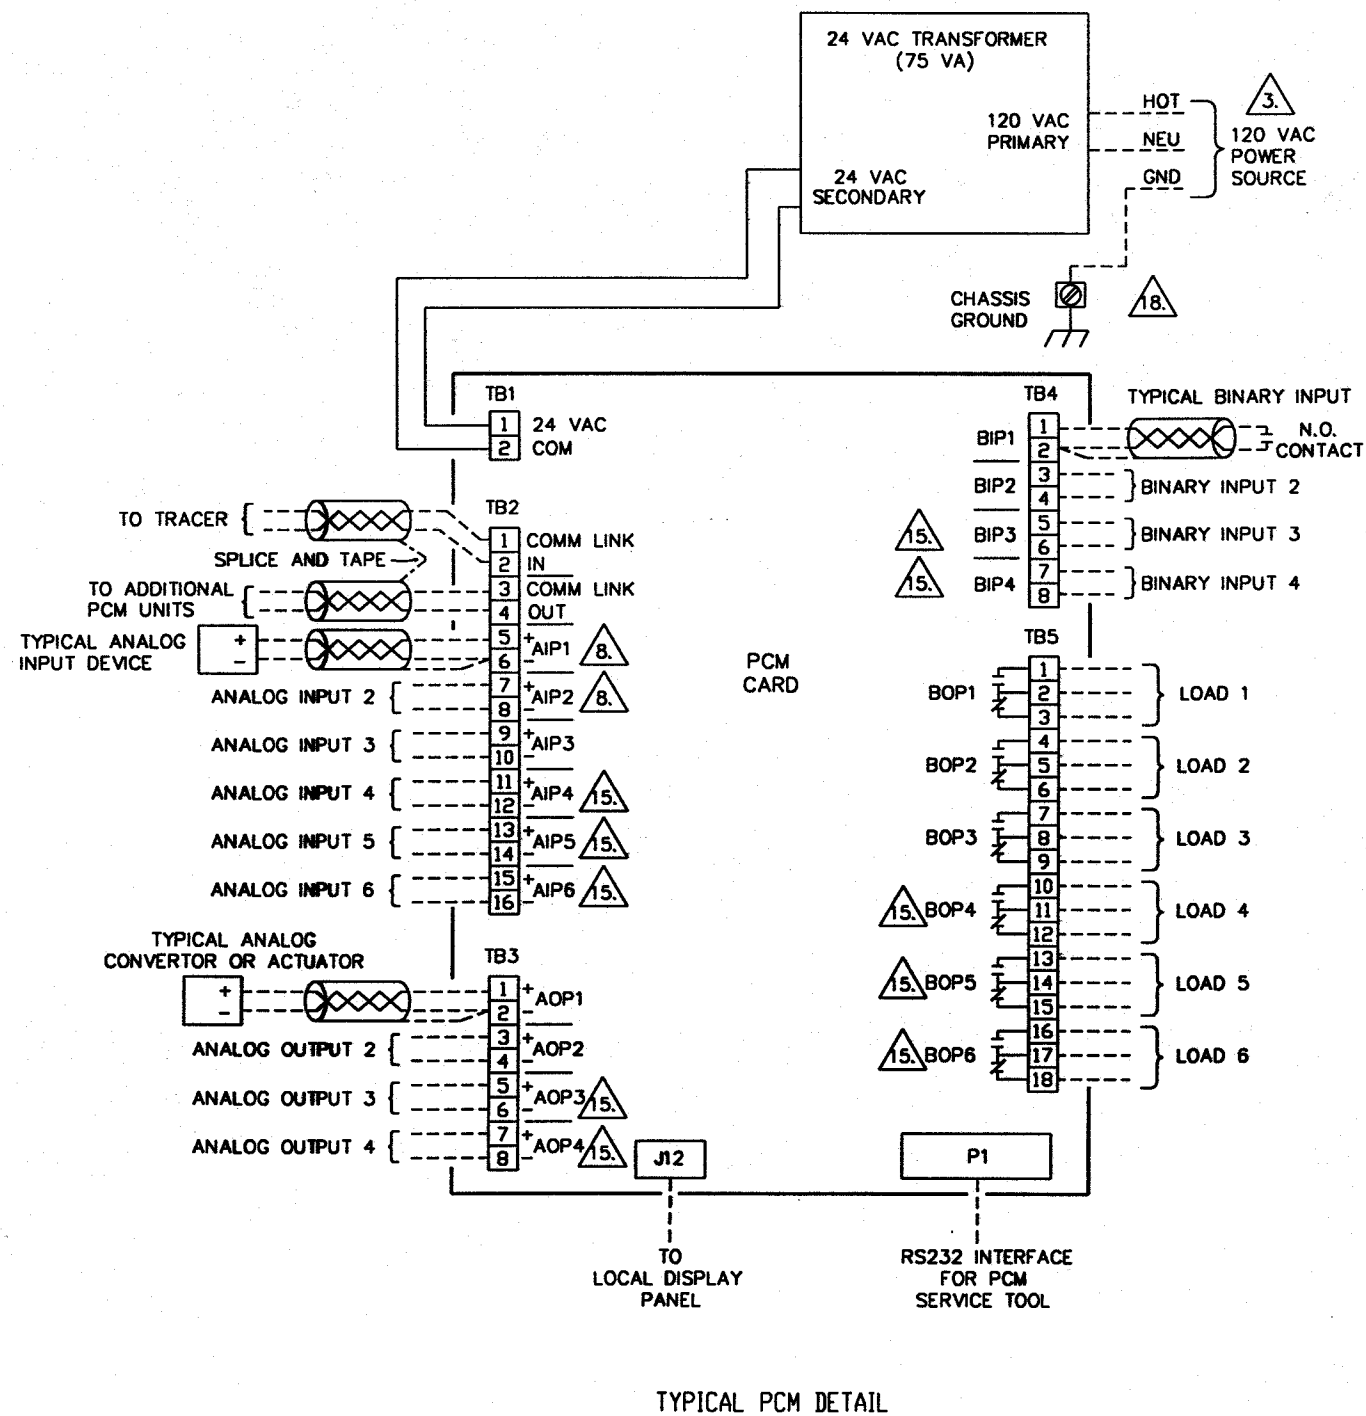 24 VAC TRANSFORMER
(75 VA)
120 VAC
PRIMARY
24 VAC
SECONDARY
HOT
NEU
GND
3.
120 VAC
POWER
SOURCE
CHASSIS
GROUND
18.
TB1
1 24 VAC
2 COM
TO TRACER
SPLICE AND TAPE
TO ADDITIONAL
PCM UNITS
TYPICAL ANALOG
INPUT DEVICE
+
-
TB2
1 COMM LINK
2 IN
3 COMM LINK
4 OUT
5 + AIP1 8.
6 -
ANALOG INPUT 2
7 + AIP2 8.
8 -
ANALOG INPUT 3
9 + AIP3
10 -
ANALOG INPUT 4
11 + AIP4 15.
12 -
ANALOG INPUT 5
13 + AIP5 15.
14 -
ANALOG INPUT 6
15 + AIP6 15.
16 -
TYPICAL ANALOG
CONVERTOR OR ACTUATOR
+
-
TB3
1 + AOP1
2 -
ANALOG OUTPUT 2
3 + AOP2
4 -
ANALOG OUTPUT 3
5 + AOP3 15.
6 -
ANALOG OUTPUT 4
7 + AOP4 15.
8 -
PCM
CARD
TB4
TYPICAL BINARY INPUT
BIP1 1
2
N.O.
CONTACT
BIP2 3
4
BINARY INPUT 2
15. BIP3 5
6
BINARY INPUT 3
15. BIP4 7
8
BINARY INPUT 4
TB5
BOP1 1
2
3
LOAD 1
BOP2 4
5
6
LOAD 2
BOP3 7
8
9
LOAD 3
15. BOP4 10
11
12
LOAD 4
15. BOP5 13
14
15
LOAD 5
15. BOP6 16
17
18
LOAD 6
J12
P1
TO
LOCAL DISPLAY
PANEL
RS232 INTERFACE
FOR PCM
SERVICE TOOL
TYPICAL PCM DETAIL